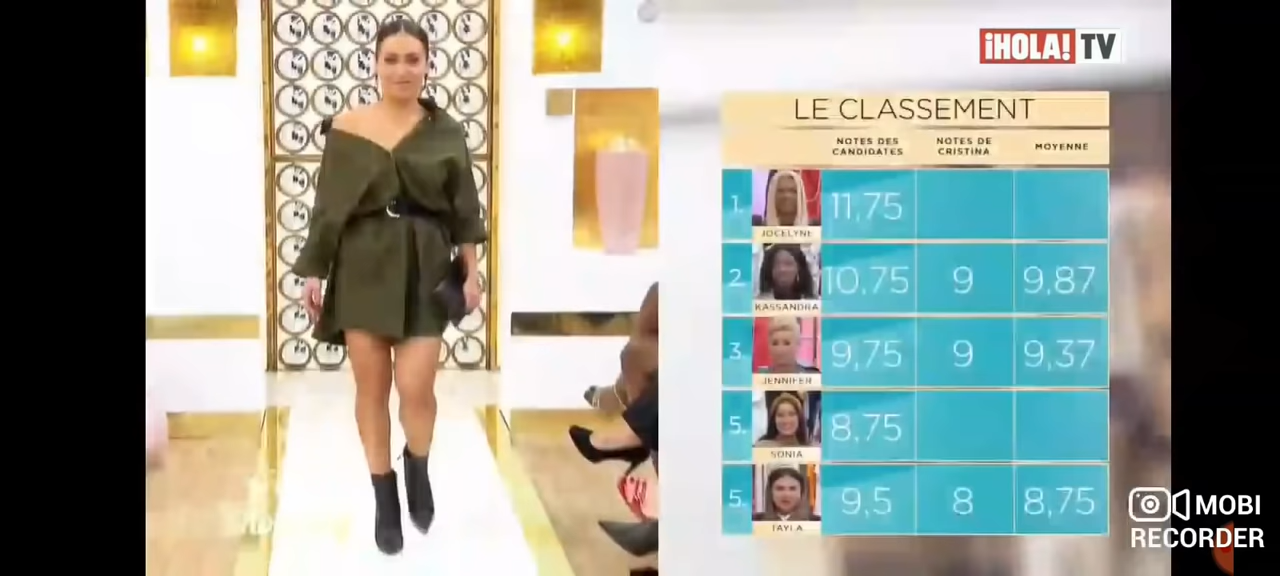 ¡HOLA! TV
LE CLASSEMENT
NOTES DES CANDIDATES NOTES DE CRISTINA MOYENNE
1. JOCELYNE 11,75
2. KASSANDRA 10,75 9 9,87
3. JENNIFER 9,75 9 9,37
5. SONIA 8,75
5. TAYLA 9,5 8 8,75
MOBI
RECORDER